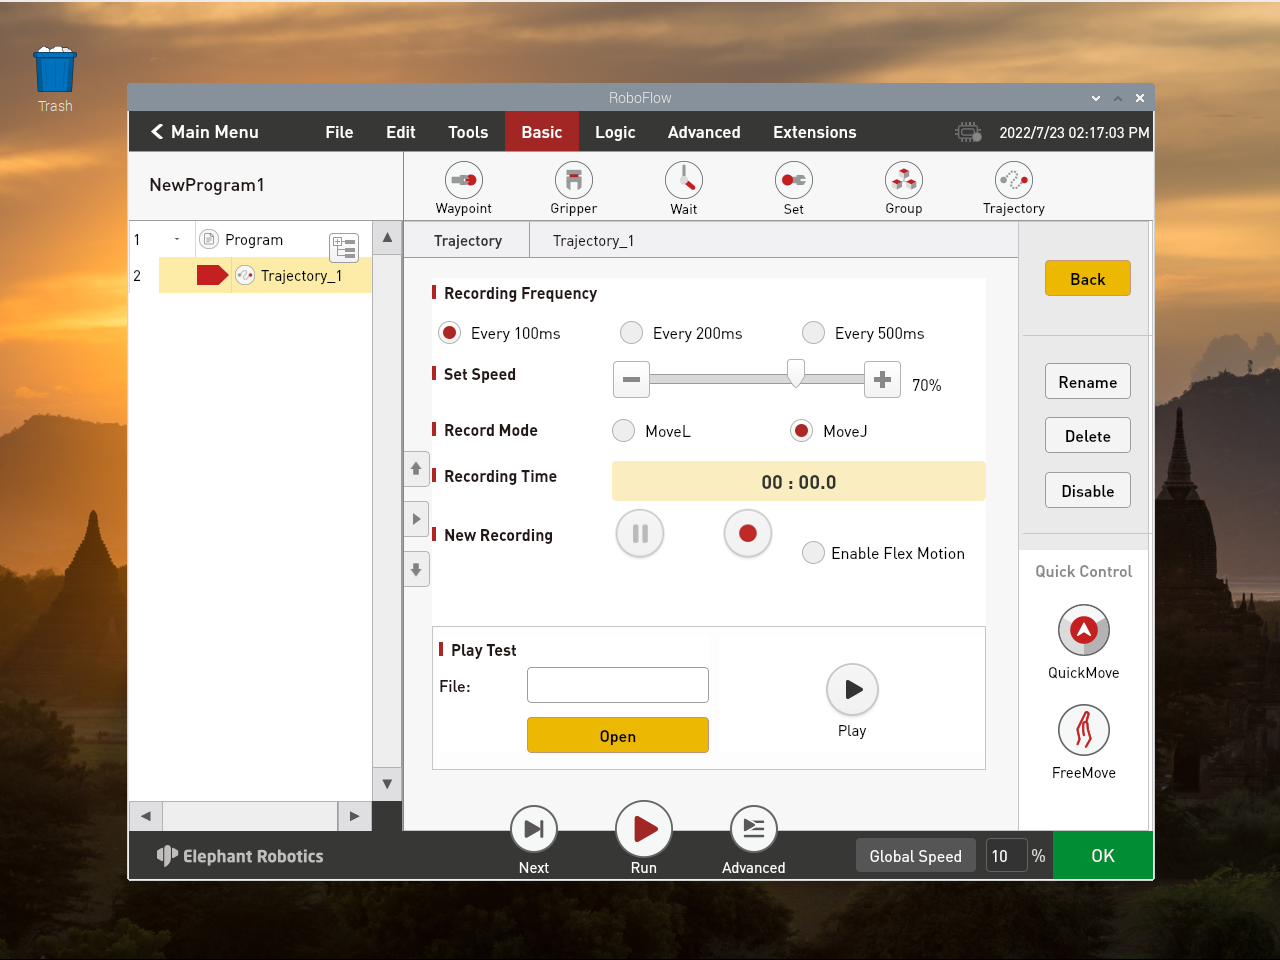 Trash
RoboFlow
Main Menu File Edit Tools Basic Logic Advanced Extensions 2022/7/23 02:17:03 PM
NewProgram1
Waypoint Gripper Wait Set Group Trajectory
1 - Program
2 Trajectory_1
Trajectory Trajectory_1
Recording Frequency
Every 100ms Every 200ms Every 500ms
Set Speed 70%
Record Mode MoveL MoveJ
Recording Time 00 : 00.0
New Recording Enable Flex Motion
Play Test
File:
Open
Play
Back
Rename
Delete
Disable
Quick Control
QuickMove
FreeMove
Elephant Robotics
Next Run Advanced
Global Speed 10 % OK